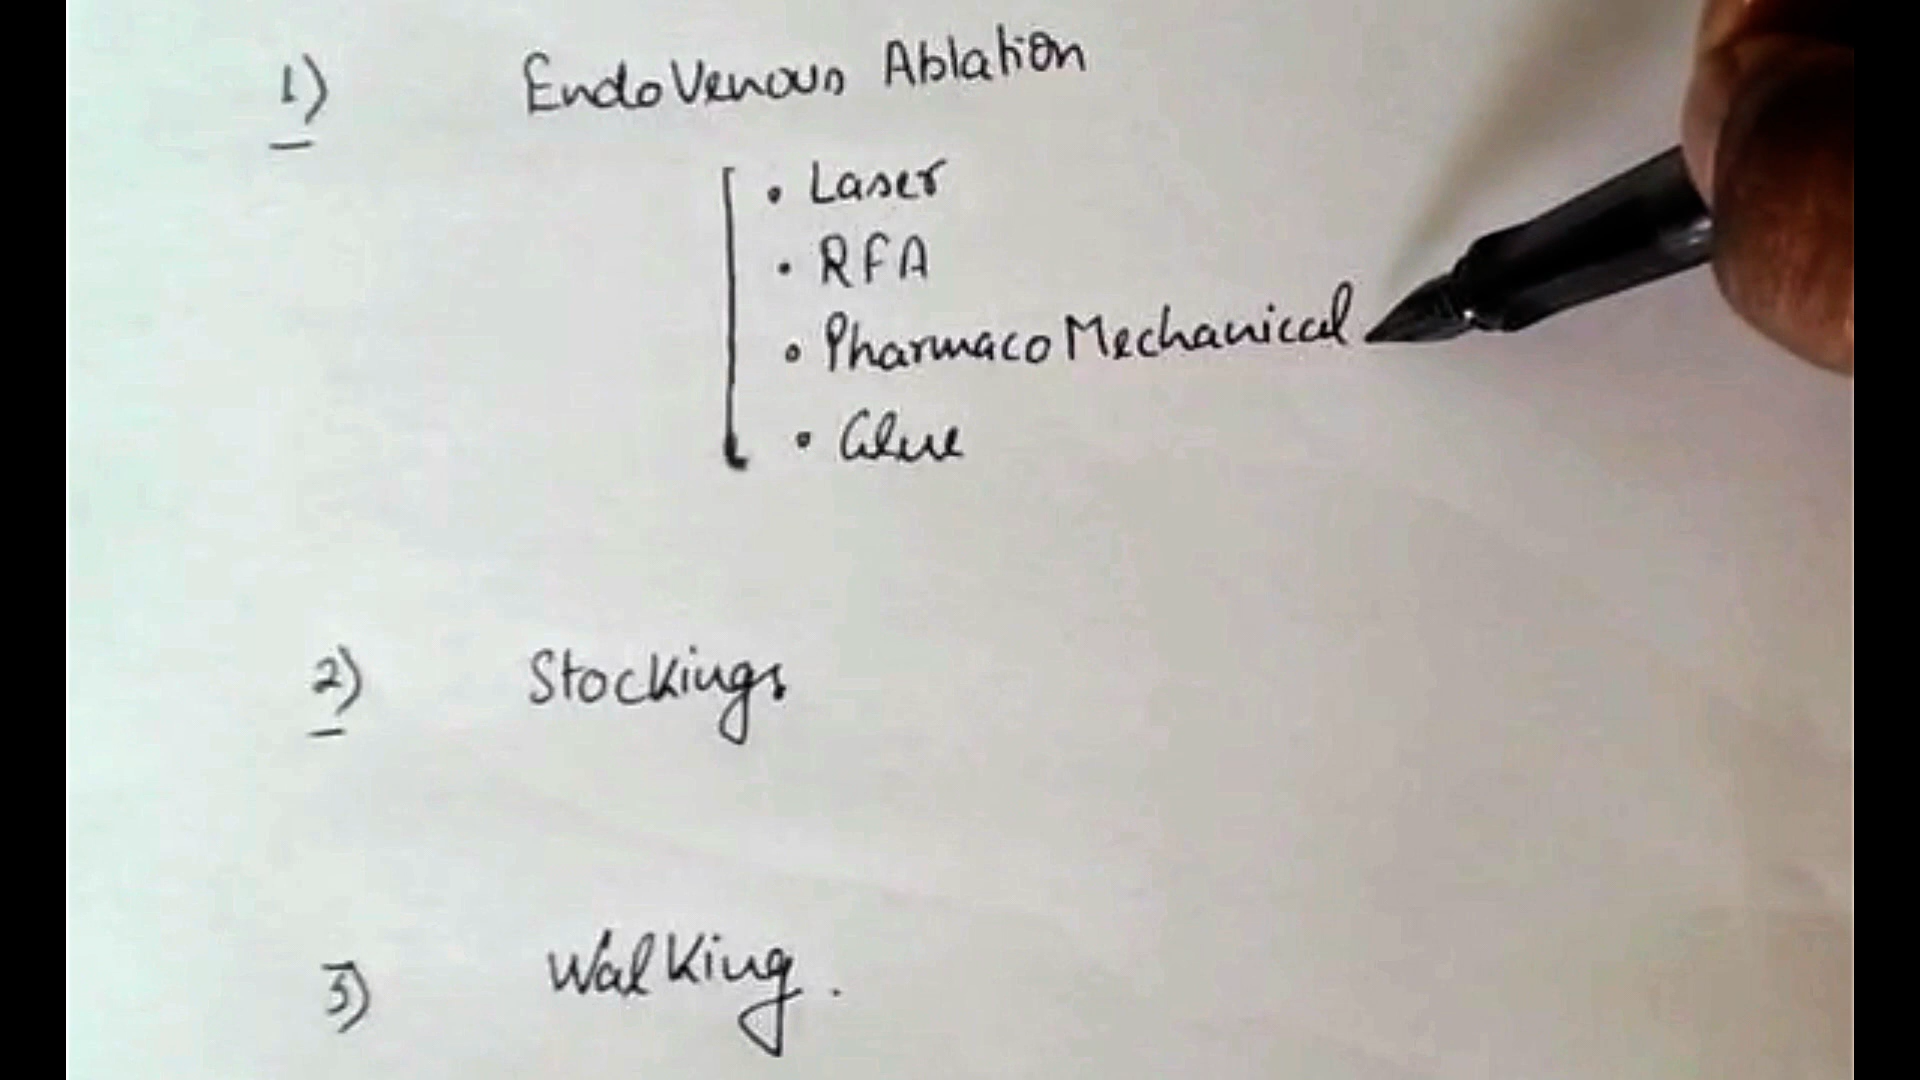 1) EndoVenous Ablation
• Laser
• RFA
• PharmacoMechanical
• Glue
2) Stockings
3) Walking.